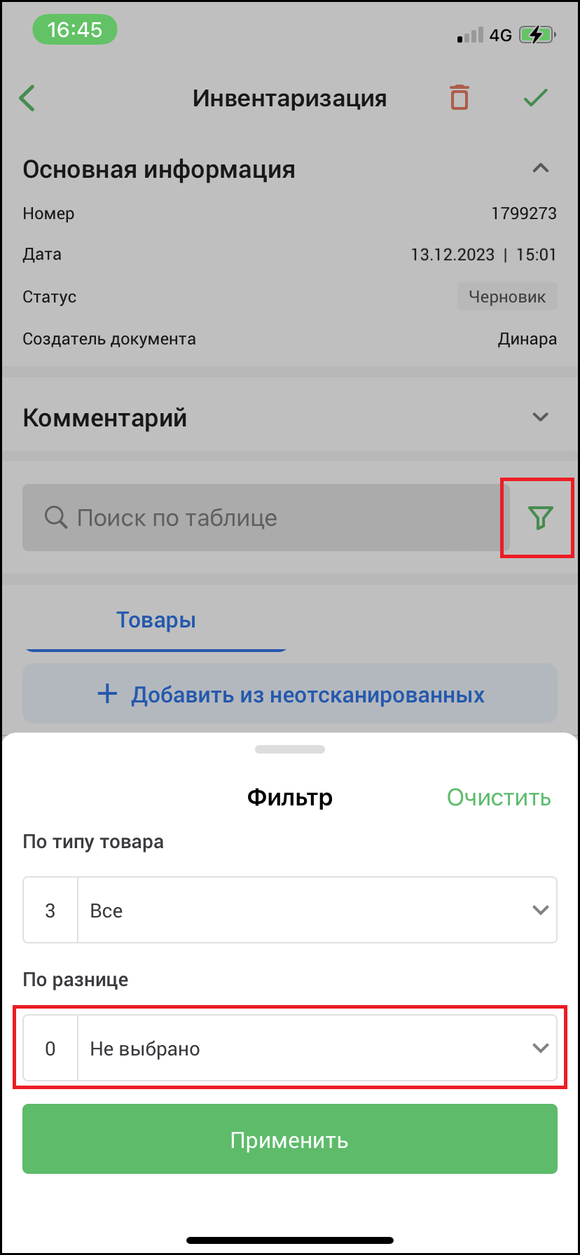 16:45
4G
Инвентаризация
Основная информация
Номер 1799273
Дата 13.12.2023 | 15:01
Статус Черновик
Создатель документа Динара
Комментарий
Поиск по таблице
Товары
+ Добавить из неотсканированных
Фильтр Очистить
По типу товара
3 Все
По разнице
0 Не выбрано
Применить